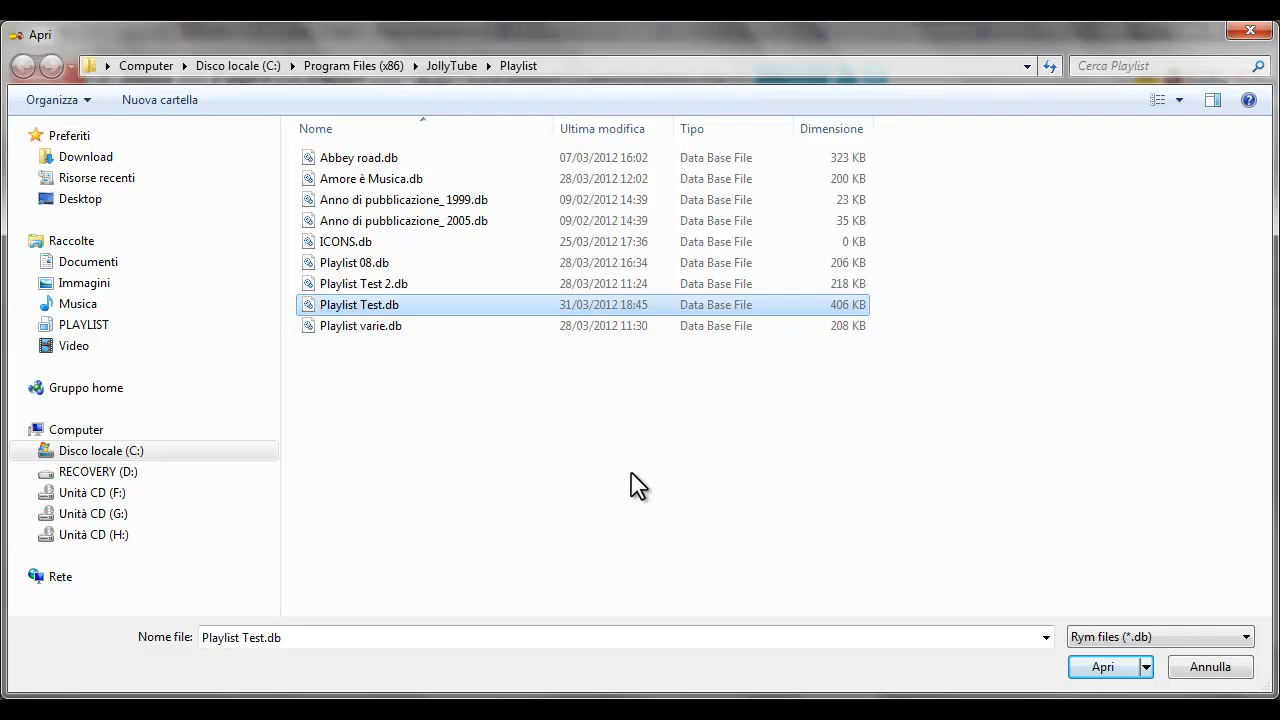 Apri
Computer Disco locale (C:) Program Files (x86) JollyTube Playlist Cerca Playlist
Organizza Nuova cartella
Nome Ultima modifica Tipo Dimensione
Preferiti
Download
Risorse recenti
Desktop
Raccolte
Documenti
Immagini
Musica
PLAYLIST
Video
Gruppo home
Computer
Disco locale (C:)
RECOVERY (D:)
Unità CD (F:)
Unità CD (G:)
Unità CD (H:)
Rete
Abbey road.db 07/03/2012 16:02 Data Base File 323 KB
Amore è Musica.db 28/03/2012 12:02 Data Base File 200 KB
Anno di pubblicazione_ 1999.db 09/02/2012 14:39 Data Base File 23 KB
Anno di pubblicazione_ 2005.db 09/02/2012 14:39 Data Base File 35 KB
ICONS.db 25/03/2012 17:36 Data Base File 0 KB
Playlist 08.db 28/03/2012 16:34 Data Base File 206 KB
Playlist Test 2.db 28/03/2012 11:24 Data Base File 218 KB
Playlist Test.db 31/03/2012 18:45 Data Base File 406 KB
Playlist varie.db 28/03/2012 11:30 Data Base File 208 KB
Nome file: Playlist Test.db Rym files (*.db)
Apri Annulla